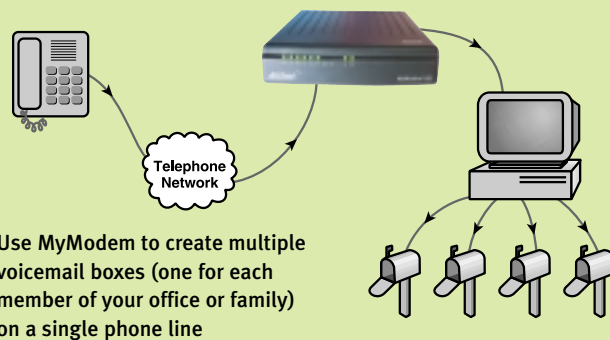 Telephone
Network
Use MyModem to create multiple
voicemail boxes (one for each
member of your office or family)
on a single phone line